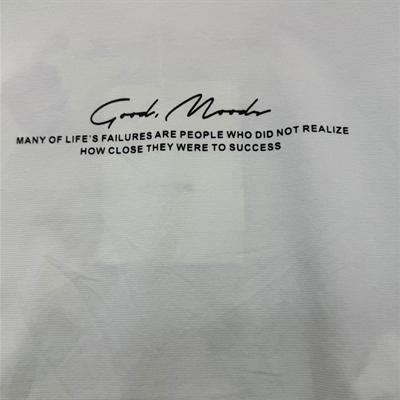 Good, Moods
MANY OF LIFE'S FAILURES ARE PEOPLE WHO DID NOT REALIZE
HOW CLOSE THEY WERE TO SUCCESS